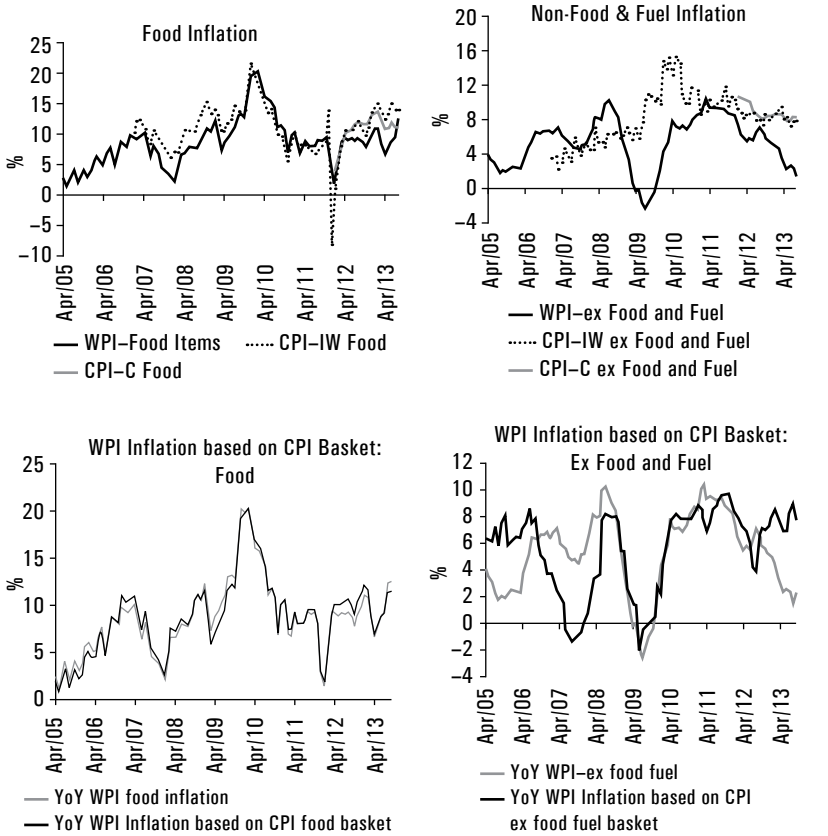 Food Inflation
25
20
15
10
5
0
–5
–10
%
Apr/05
Apr/06
Apr/07
Apr/08
Apr/09
Apr/10
Apr/11
Apr/12
Apr/13
WPI–Food Items
CPI–IW Food
CPI–C Food
Non-Food & Fuel Inflation
20
16
12
8
4
0
–4
%
Apr/05
Apr/06
Apr/07
Apr/08
Apr/09
Apr/10
Apr/11
Apr/12
Apr/13
WPI–ex Food and Fuel
CPI–IW ex Food and Fuel
CPI–C ex Food and Fuel
WPI Inflation based on CPI Basket:
Food
25
20
15
10
5
0
%
Apr/05
Apr/06
Apr/07
Apr/08
Apr/09
Apr/10
Apr/11
Apr/12
Apr/13
YoY WPI food inflation
YoY WPI Inflation based on CPI food basket
WPI Inflation based on CPI Basket:
Ex Food and Fuel
12
10
8
6
4
2
0
–2
–4
%
Apr/05
Apr/06
Apr/07
Apr/08
Apr/09
Apr/10
Apr/11
Apr/12
Apr/13
YoY WPI–ex food fuel
YoY WPI Inflation based on CPI
ex food fuel basket